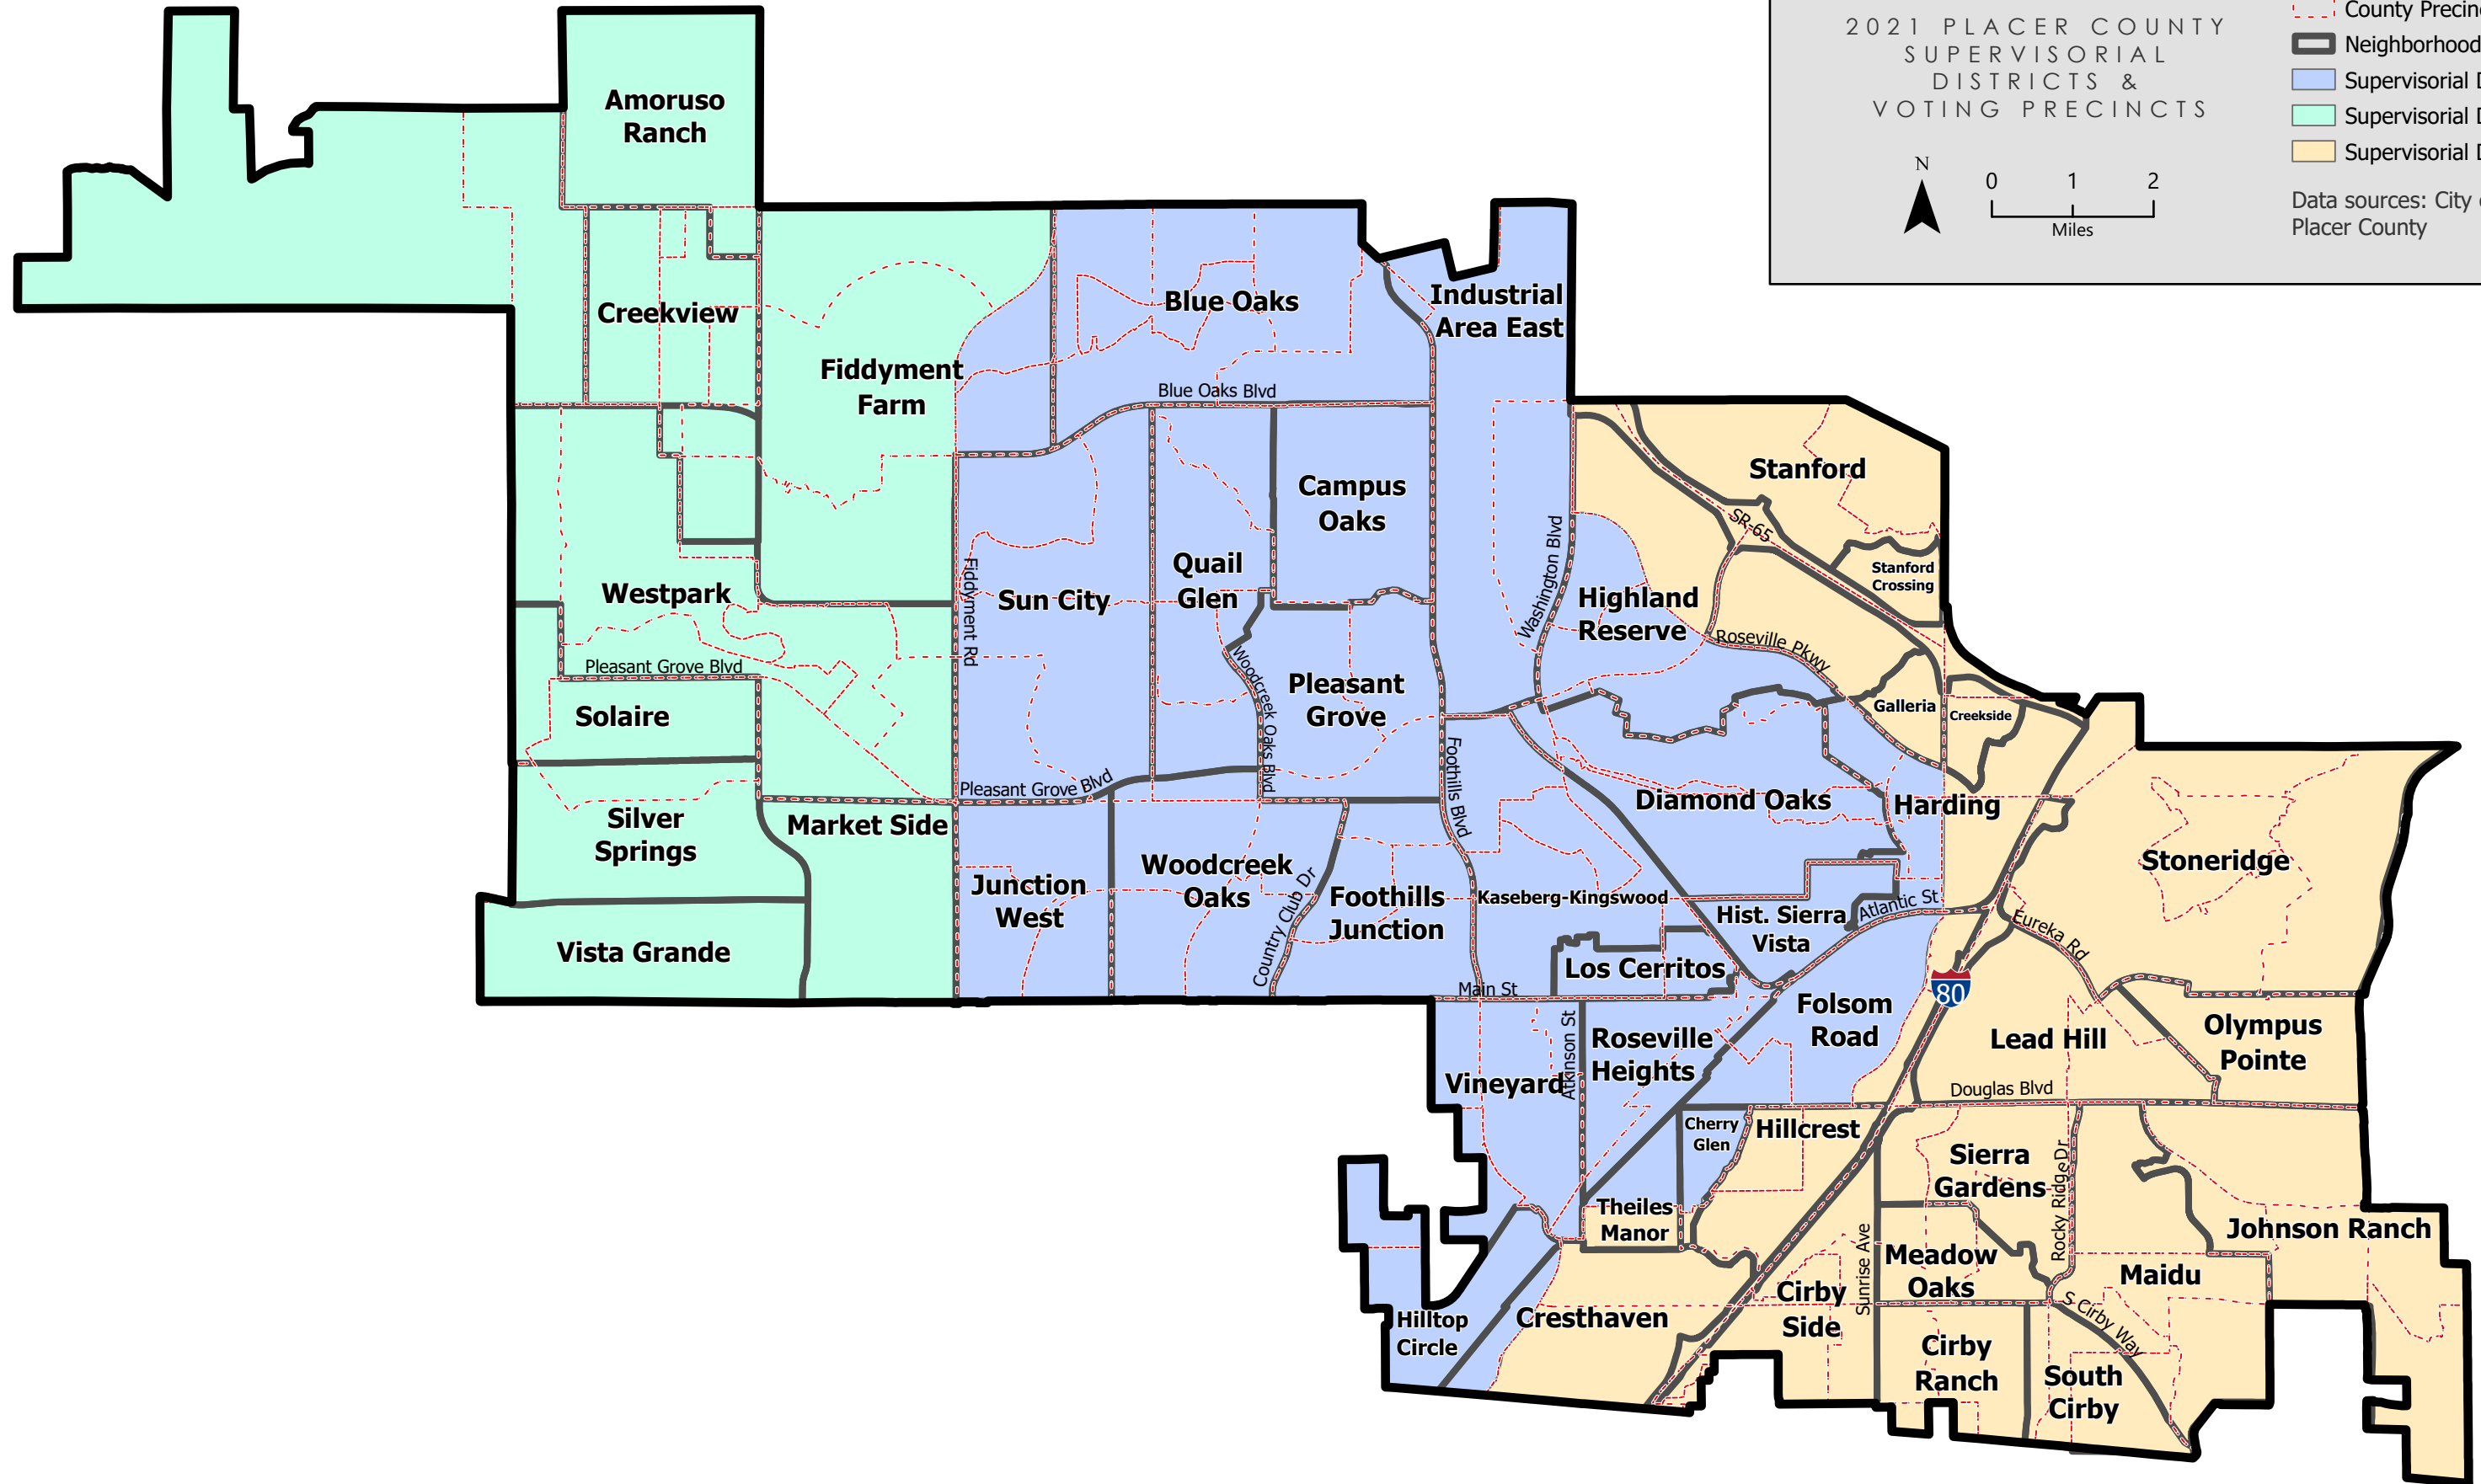 2021 PLACER COUNTY
SUPERVISORIAL
DISTRICTS &
VOTING PRECINCTS
N
0 1 2
Miles
County
Neighborhood
Supervisorial
Supervisorial
Supervisorial
Data sources: City
Placer County
Amoruso
Ranch
Creekview
Fiddyment
Farm
Blue Oaks
Industrial
Area East
Blue Oaks Blvd
Stanford
Campus
Oaks
SR-65
Stanford
Crossing
Washington Blvd
Quail
Glen
Westpark
Fiddyment Rd
Sun City
Highland
Reserve
Roseville Pkwy
Pleasant Grove Blvd
Woodcreek Oaks Blvd
Pleasant
Grove
Solaire
Galleria
Creekside
Foothills Blvd
Pleasant Grove Blvd
Diamond Oaks
Harding
Silver
Springs
Market Side
Stoneridge
Woodcreek
Oaks
Junction
West
Country Club Dr
Foothills
Junction
Kaseberg-Kingswood
Hist. Sierra
Vista
Atlantic St
Eureka Rd
Vista Grande
Los Cerritos
Main St
80
Folsom
Road
Lead Hill
Olympus
Pointe
Atkinson St
Roseville
Heights
Vineyard
Douglas Blvd
Cherry
Glen
Hillcrest
Sierra
Gardens
Rocky Ridge Dr
Theiles
Manor
Johnson Ranch
Sunrise Ave
Meadow
Oaks
Maidu
Cirby
Side
Hilltop
Circle
Cresthaven
S Cirby Way
Cirby
Ranch
South
Cirby